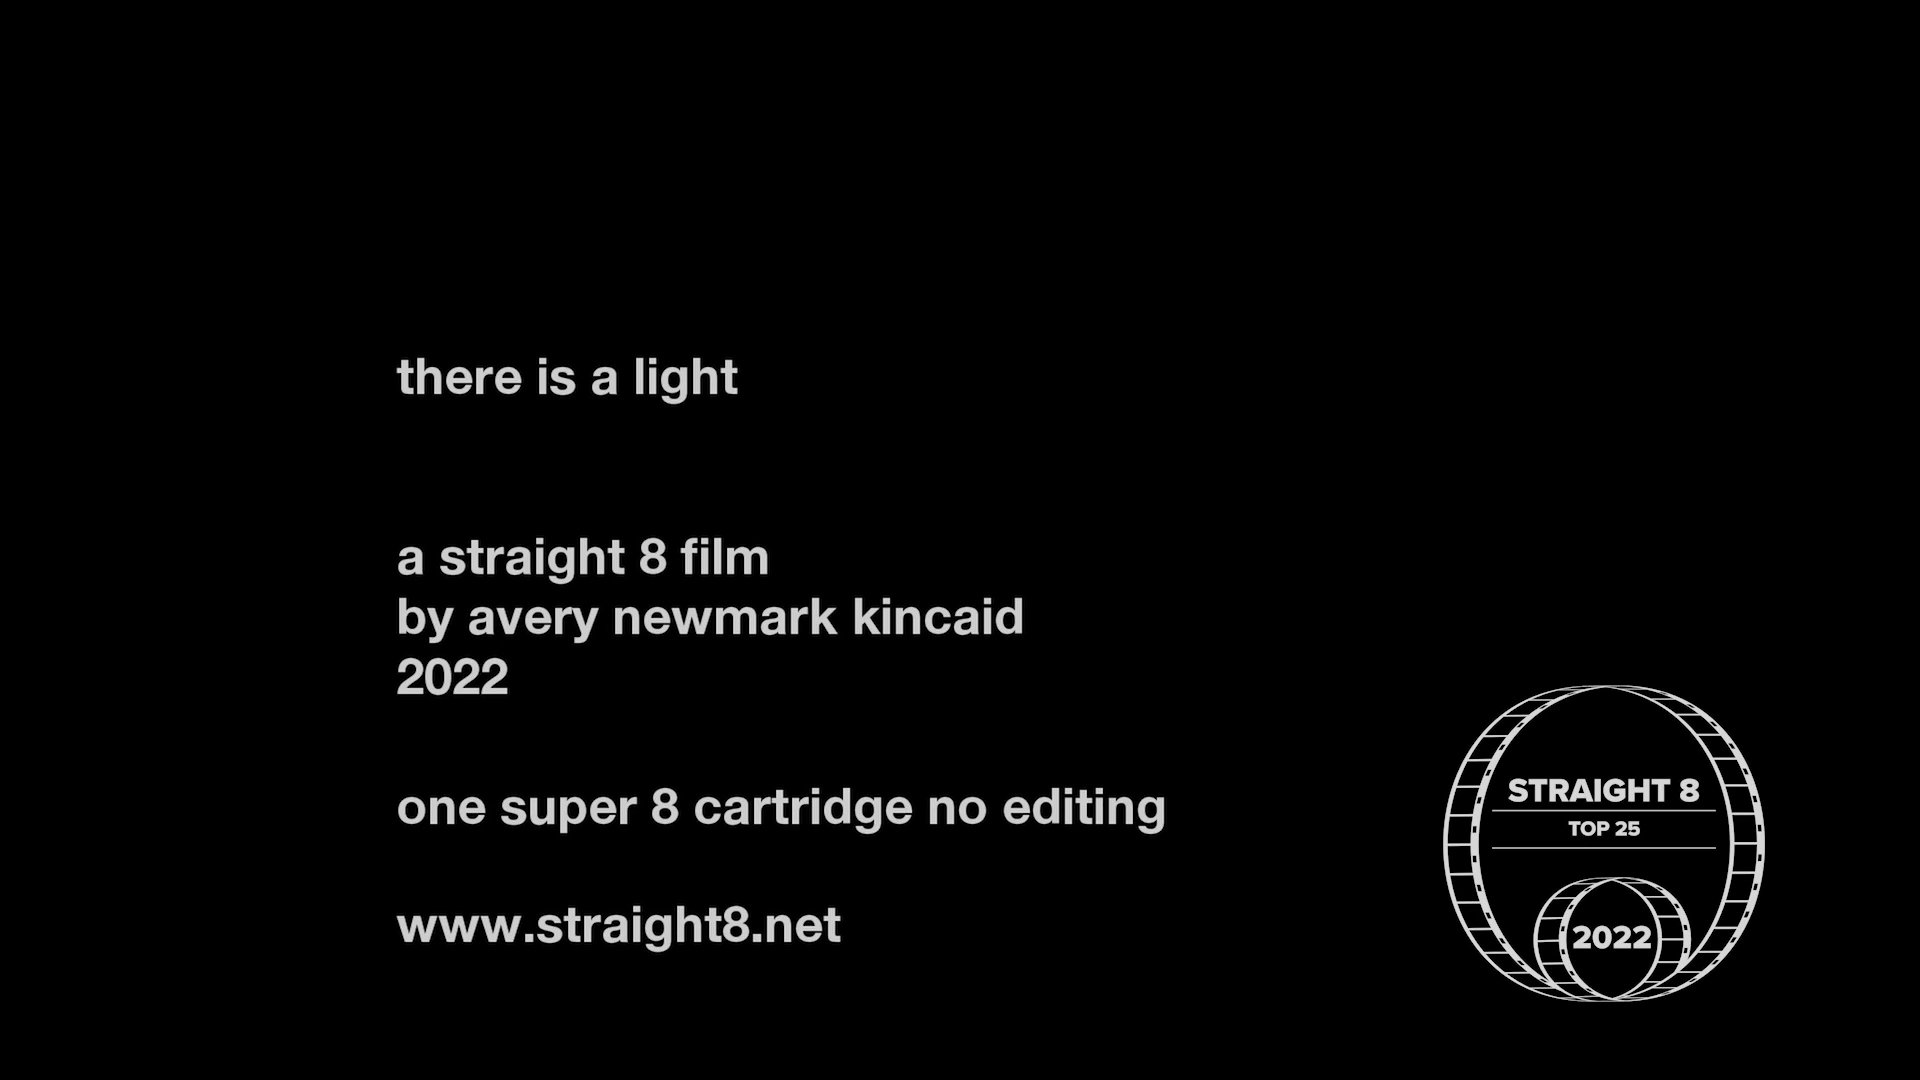 there is a light
a straight 8 film
by avery newmark kincaid
2022
one super 8 cartridge no editing
www.straight8.net
STRAIGHT 8
TOP 25
2022